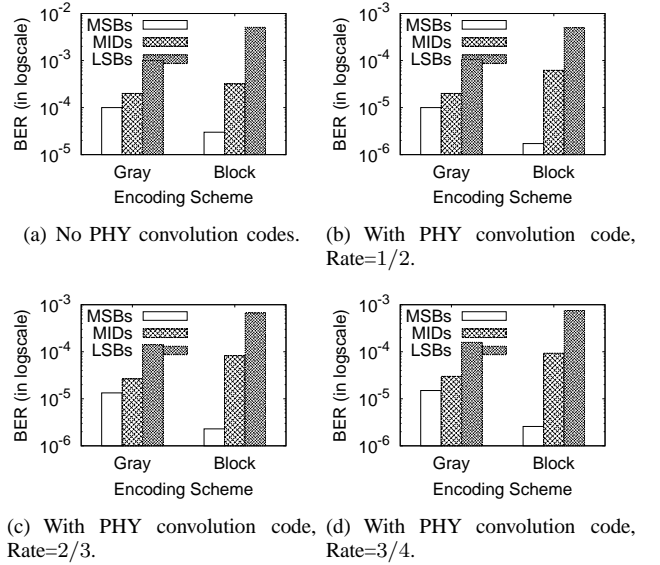 MSBs
MIDs
LSBs
BER (in logscale)
10-2
10-3
10-4
10-5
Gray Block
Encoding Scheme
(a) No PHY convolution codes.
MSBs
MIDs
LSBs
BER (in logscale)
10-3
10-4
10-5
10-6
Gray Block
Encoding Scheme
(b) With PHY convolution code,
Rate=1/2.
MSBs
MIDs
LSBs
BER (in logscale)
10-3
10-4
10-5
10-6
Gray Block
Encoding Scheme
(c) With PHY convolution code,
Rate=2/3.
MSBs
MIDs
LSBs
BER (in logscale)
10-3
10-4
10-5
10-6
Gray Block
Encoding Scheme
(d) With PHY convolution code,
Rate=3/4.